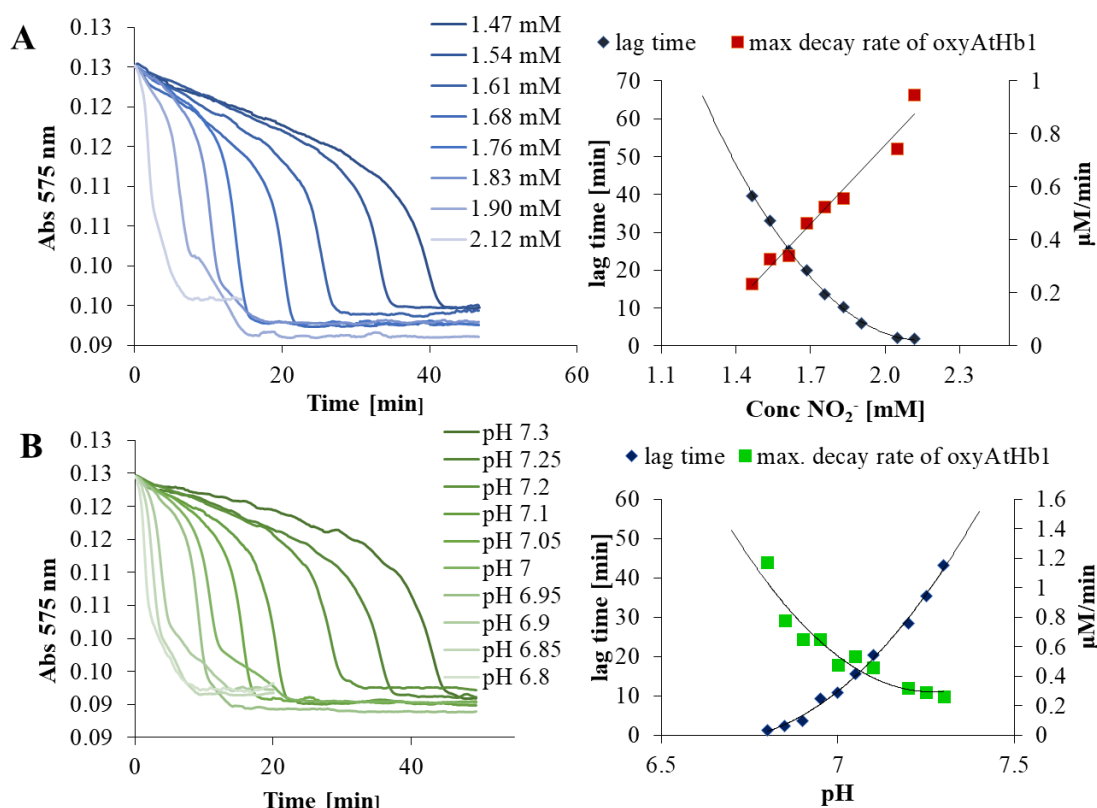 A
0.13
0.13
0.12
0.12
0.11
0.11
0.10
0.10
0.09
Abs 575 nm
0
20
40
60
Time [min]
1.47 mM
1.54 mM
1.61 mM
1.68 mM
1.76 mM
1.83 mM
1.90 mM
2.12 mM
lag time
max decay rate of oxyAtHb1
70
60
50
40
30
20
10
0
lag time [min]
1
0.8
0.6
0.4
0.2
0
µM/min
1.1
1.4
1.7
2.0
2.3
Conc NO₂⁻ [mM]
B
0.13
0.13
0.12
0.12
0.11
0.11
0.10
0.10
0.09
0.09
Abs 575 nm
0
20
40
Time [min]
pH 7.3
pH 7.25
pH 7.2
pH 7.1
pH 7.05
pH 7
pH 6.95
pH 6.9
pH 6.85
pH 6.8
lag time
max. decay rate of oxyAtHb1
60
50
40
30
20
10
0
lag time [min]
1.6
1.4
1.2
1
0.8
0.6
0.4
0.2
0
µM/min
6.5
7
7.5
pH